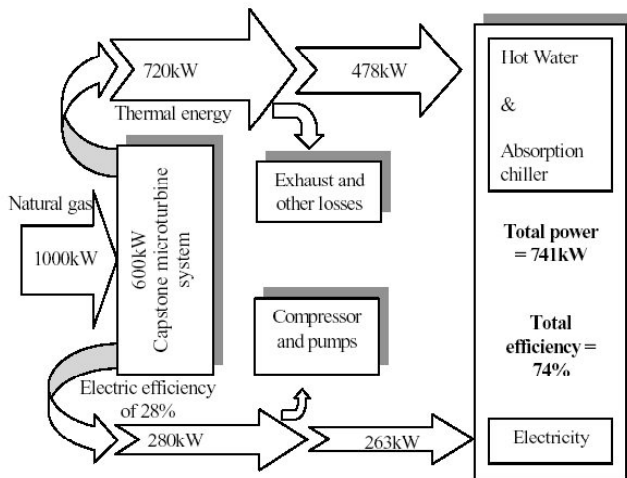 720kW
478kW
Thermal energy
Hot Water
&
Absorption
chiller
Exhaust and
other losses
Natural gas
1000kW
600kW
Capstone microturbine
system
Total power
= 741kW
Compressor
and pumps
Total
efficiency =
74%
Electric efficiency
of 28%
280kW
263kW
Electricity